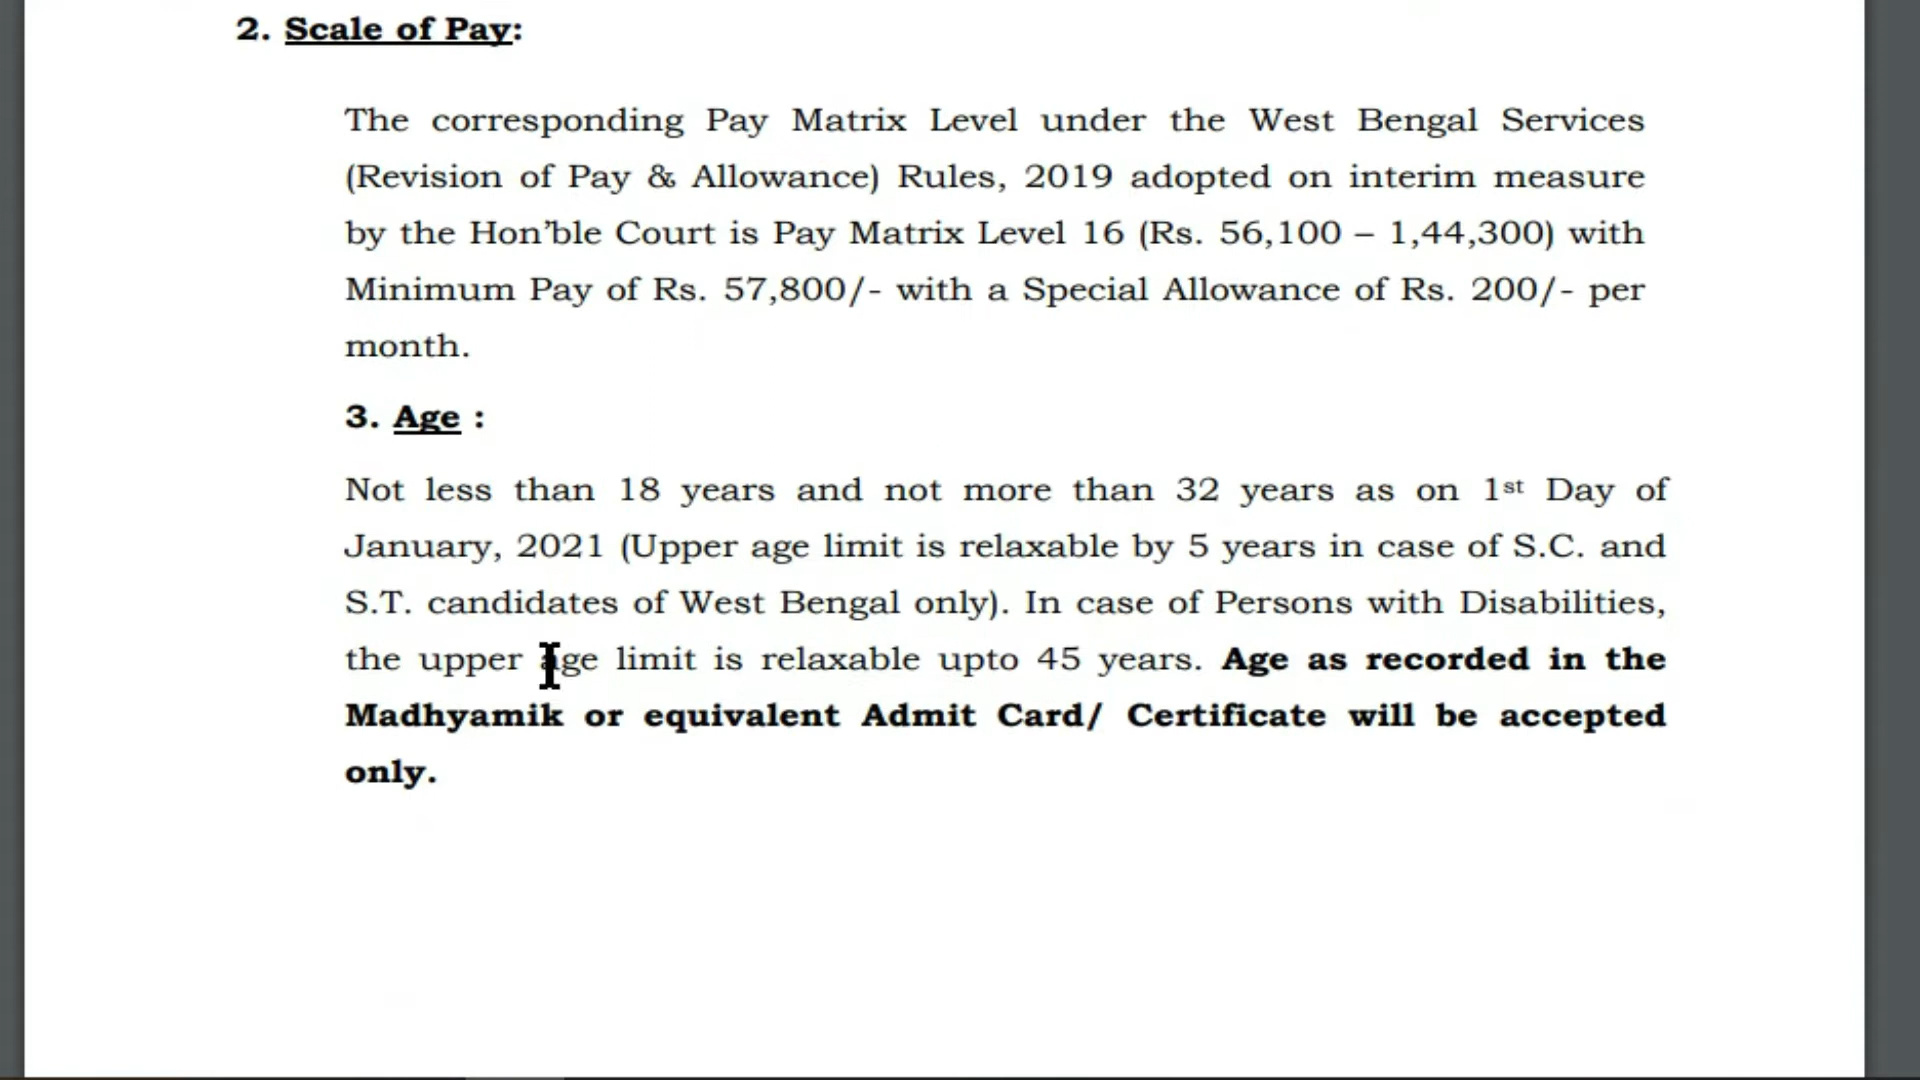 2. Scale of Pay:
The corresponding Pay Matrix Level under the West Bengal Services
(Revision of Pay & Allowance) Rules, 2019 adopted on interim measure
by the Hon’ble Court is Pay Matrix Level 16 (Rs. 56,100 – 1,44,300) with
Minimum Pay of Rs. 57,800/- with a Special Allowance of Rs. 200/- per
month.
3. Age :
Not less than 18 years and not more than 32 years as on 1st Day of
January, 2021 (Upper age limit is relaxable by 5 years in case of S.C. and
S.T. candidates of West Bengal only). In case of Persons with Disabilities,
the upper age limit is relaxable upto 45 years. Age as recorded in the
Madhyamik or equivalent Admit Card/ Certificate will be accepted
only.